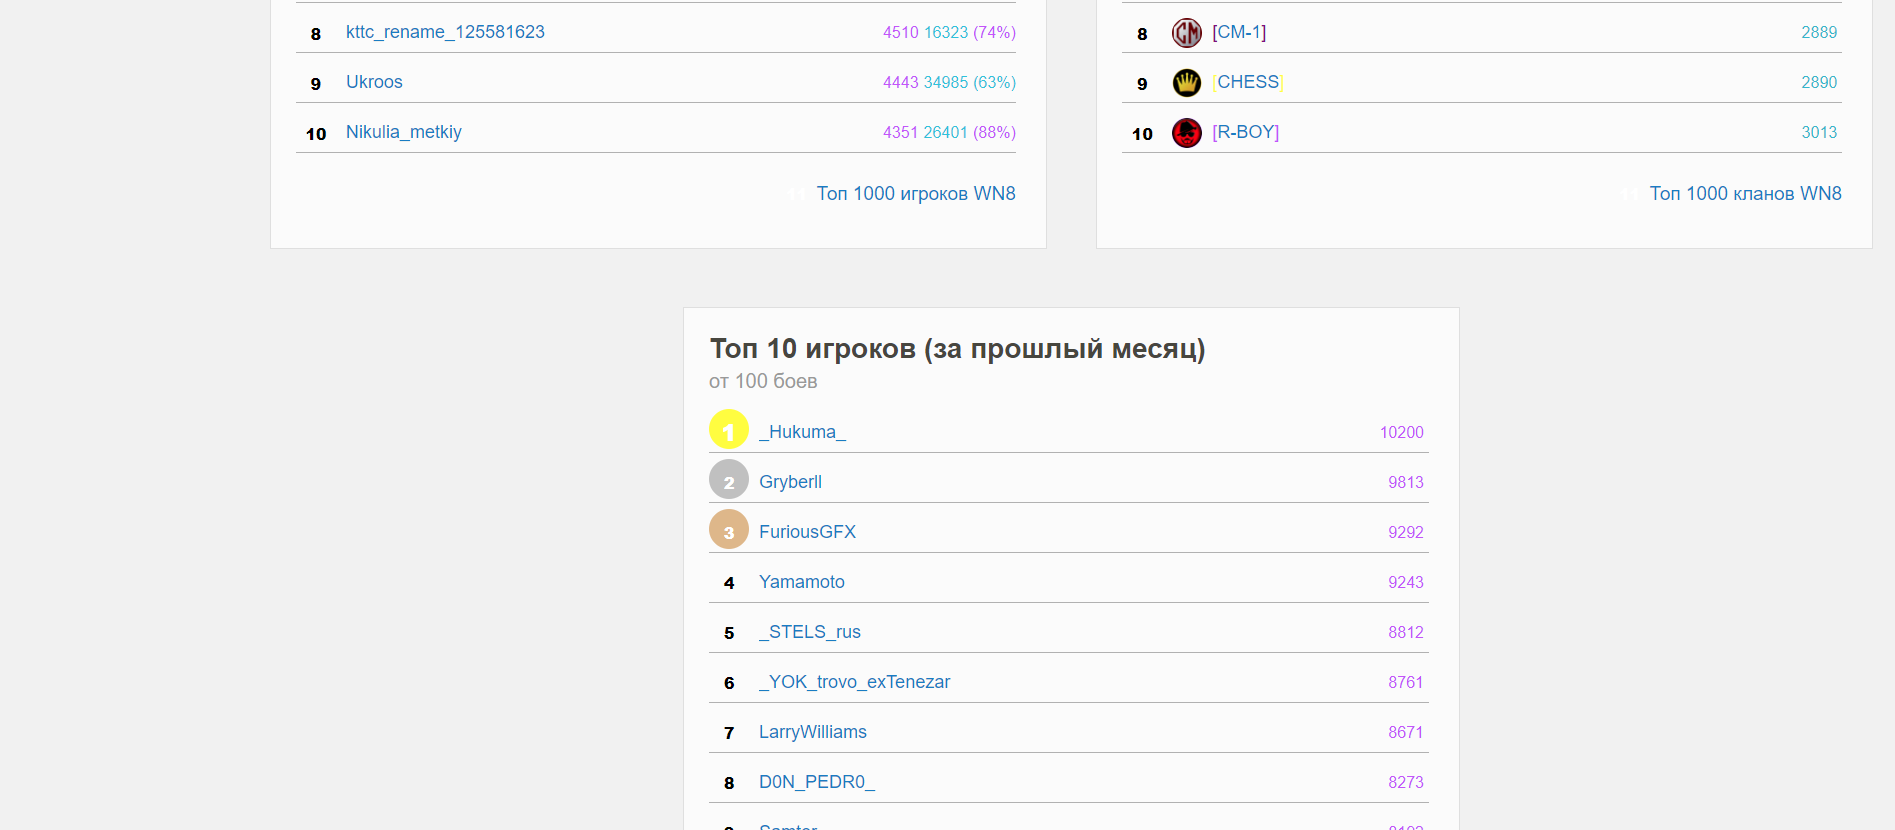 8 kttc_rename_125581623 4510 16323 (74%)
9 Ukroos 4443 34985 (63%)
10 Nikulia_metkiy 4351 26401 (88%)
Топ 1000 игроков WN8
8 [CM-1] 2889
9 [CHESS] 2890
10 [R-BOY] 3013
Топ 1000 кланов WN8
Топ 10 игроков (за прошлый месяц)
от 100 боев
1 _Hukuma_ 10200
2 Gryberll 9813
3 FuriousGFX 9292
4 Yamamoto 9243
5 _STELS_rus 8812
6 _YOK_trovo_exTenezar 8761
7 LarryWilliams 8671
8 D0N_PEDR0_ 8273